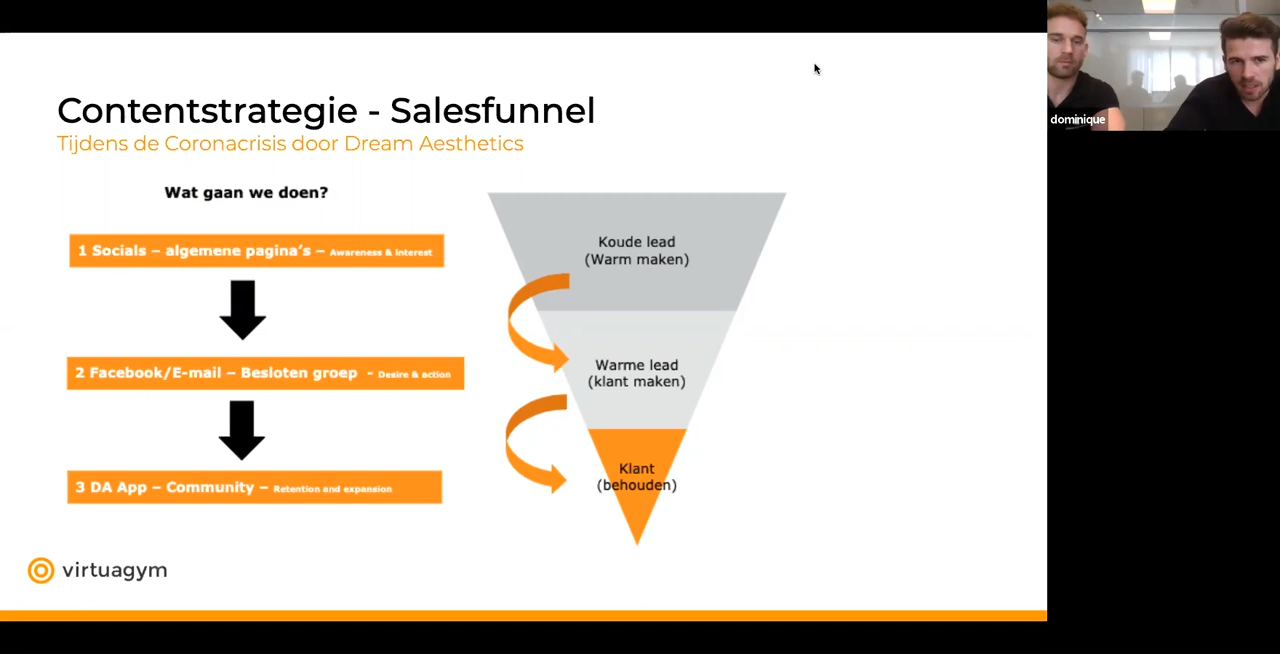 Contentstrategie - Salesfunnel
Tijdens de Coronacrisis door Dream Aesthetics
Wat gaan we doen?
1 Socials – algemene pagina's – Awareness & interest
2 Facebook/E-mail – Besloten groep - Desire & action
3 DA App – Community – Retention and expansion
Koude lead
(Warm maken)
Warme lead
(klant maken)
Klant
(behouden)
virtuagym
dominique